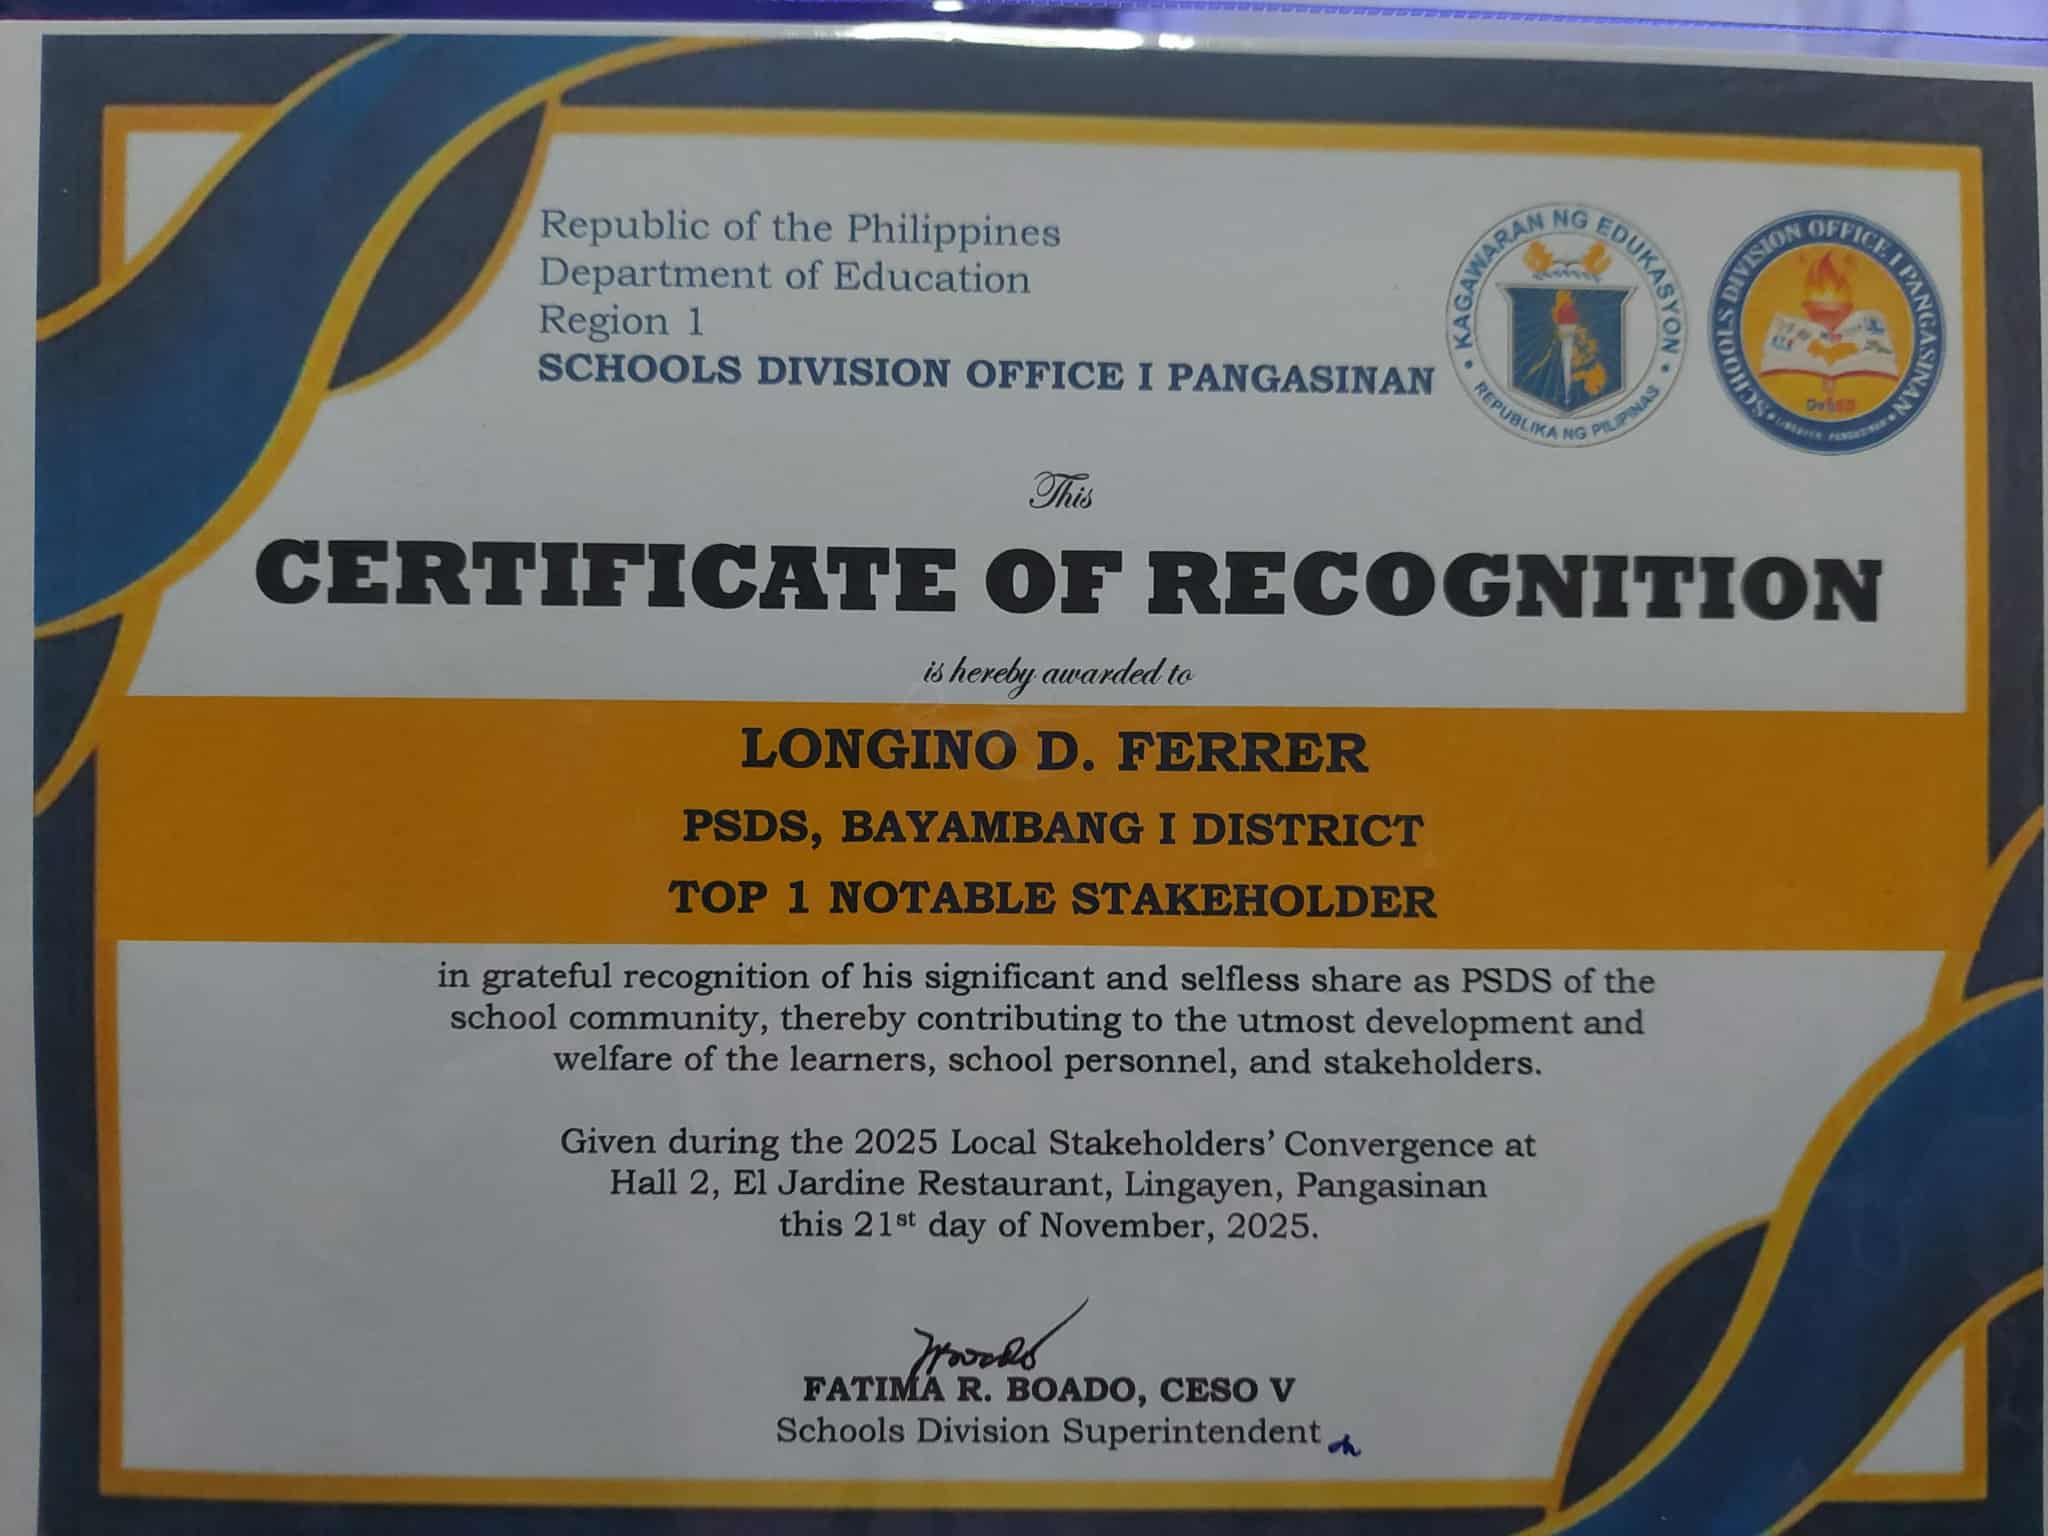 Republic of the Philippines
Department of Education
Region 1
SCHOOLS DIVISION OFFICE I PANGASINAN
KAGAWARAN NG EDUKASYON
REPUBLIKA NG PILIPINAS
SCHOOLS DIVISION OFFICE I PANGASINAN
LINGAYEN, PANGASINAN
This
CERTIFICATE OF RECOGNITION
is hereby awarded to
LONGINO D. FERRER
PSDS, BAYAMBANG I DISTRICT
TOP 1 NOTABLE STAKEHOLDER
in grateful recognition of his significant and selfless share as PSDS of the
school community, thereby contributing to the utmost development and
welfare of the learners, school personnel, and stakeholders.
Given during the 2025 Local Stakeholders’ Convergence at
Hall 2, El Jardine Restaurant, Lingayen, Pangasinan
this 21st day of November, 2025.
FATIMA R. BOADO, CESO V
Schools Division Superintendent